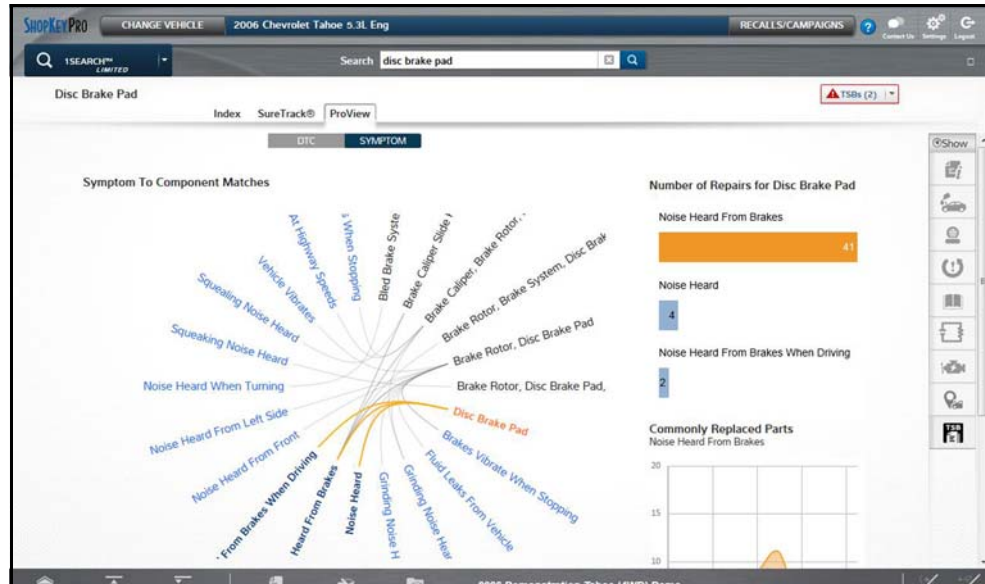 SHOPKEYPRO CHANGE VEHICLE 2006 Chevrolet Tahoe 5.3L Eng RECALLS/CAMPAIGNS ? Contact Us Settings Logout
1SEARCH™ LIMITED Search disc brake pad
Disc Brake Pad TSBs (2)
Index SureTrack® ProView
DTC SYMPTOM
Show
Symptom To Component Matches
s When Stopping
At Highway Speeds
Vehicle Vibrates
Squealing Noise Heard
Squeaking Noise Heard
Noise Heard When Turning
Noise Heard From Left Side
Noise Heard From Front
From Brakes When Driving
Heard From Brakes
Noise Heard
Grinding Noise H
Grinding Noise Hear
Fluid Leaks From Vehicle
Brakes Vibrate When Stopping
Disc Brake Pad
Brake Rotor, Disc Brake Pad,
Brake Rotor, Disc Brake Pad
Brake Rotor, Brake System, Disc Brak
Brake Caliper, Brake Rotor,
Brake Caliper Slide
Bled Brake Syste
Number of Repairs for Disc Brake Pad
Noise Heard From Brakes
41
Noise Heard
4
Noise Heard From Brakes When Driving
2
Commonly Replaced Parts
Noise Heard From Brakes
20
15
10
TSB